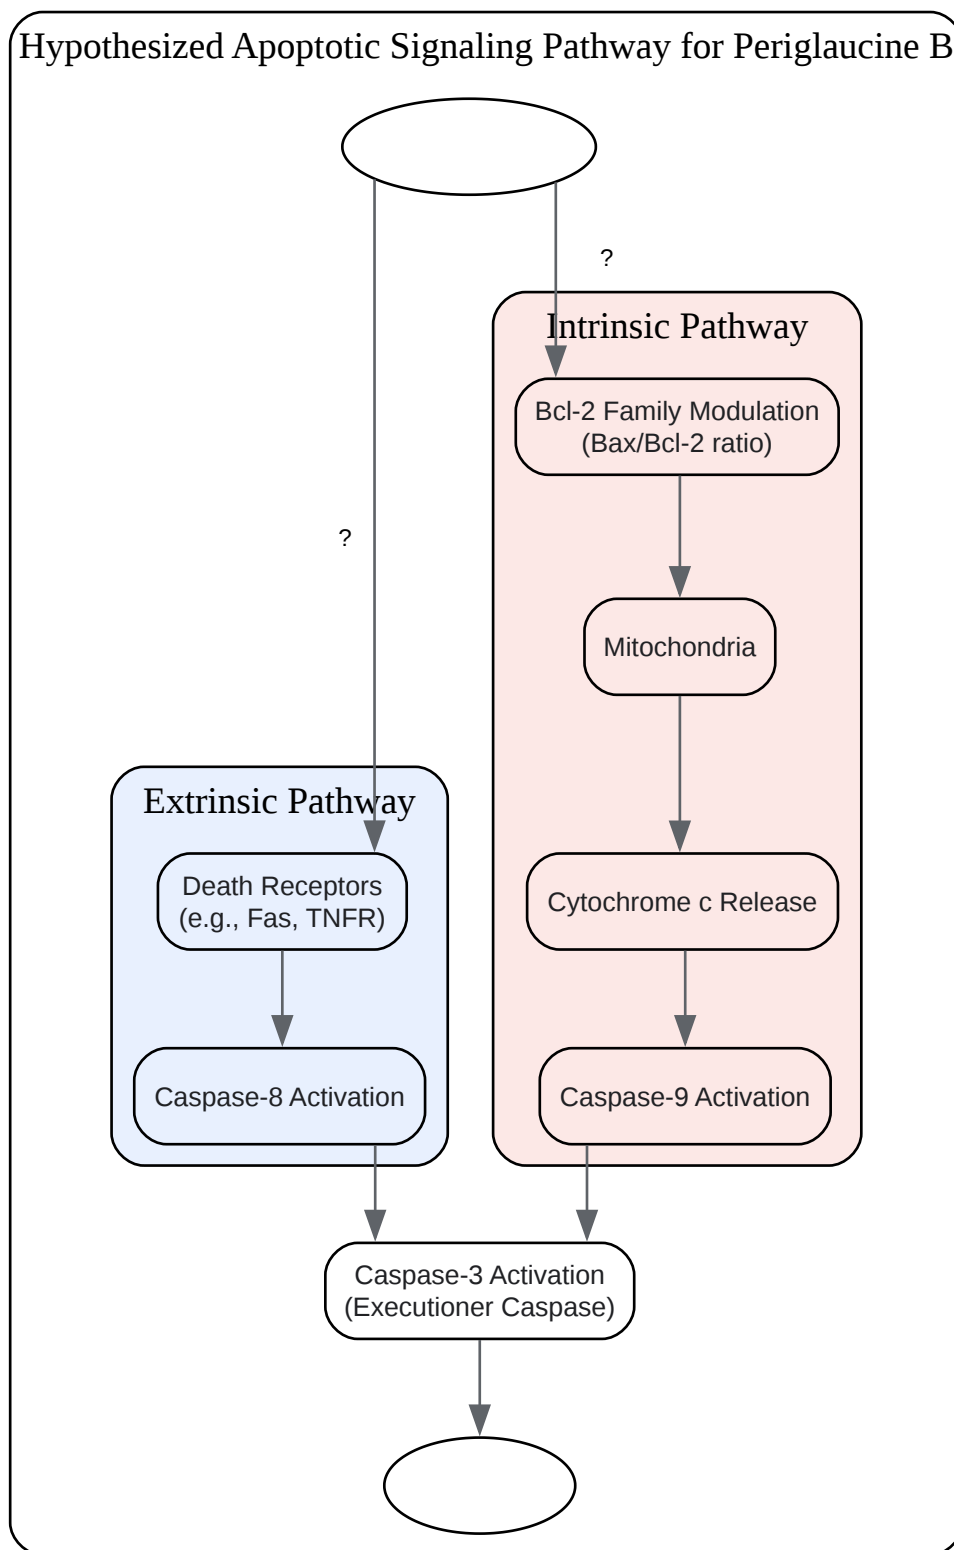 Hypothesized Apoptotic Signaling Pathway for Periglaucine B
?
Intrinsic Pathway
Bcl-2 Family Modulation
(Bax/Bcl-2 ratio)
?
Mitochondria
Extrinsic Pathway
Death Receptors
(e.g., Fas, TNFR)
Cytochrome c Release
Caspase-8 Activation
Caspase-9 Activation
Caspase-3 Activation
(Executioner Caspase)